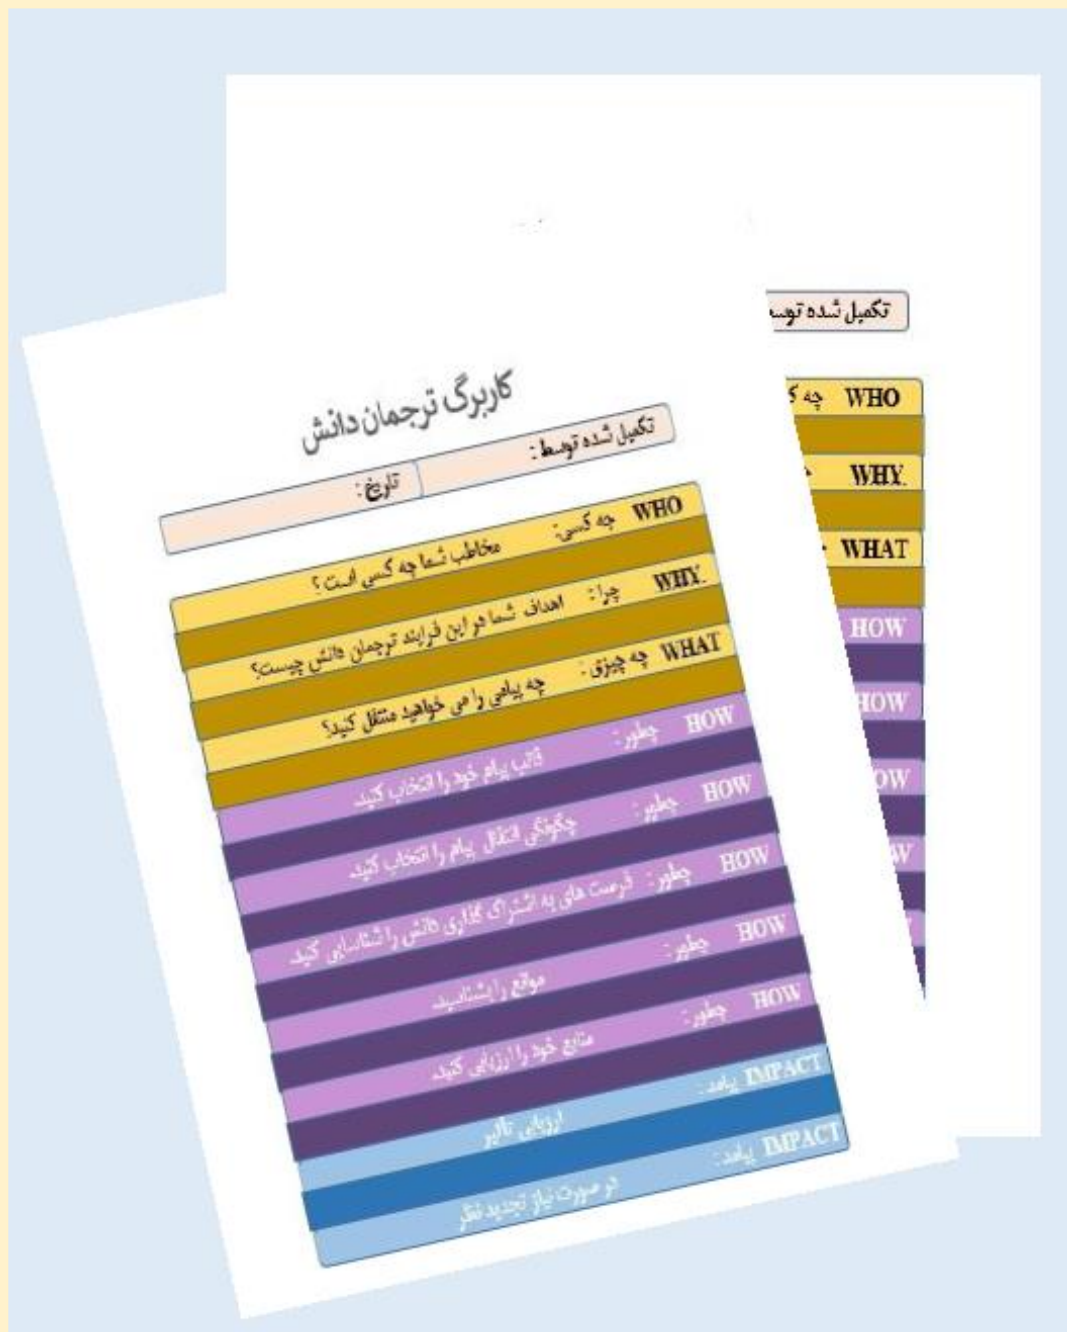 کاربرگ ترجمان دانش
تکمیل شده توسط :
تاریخ :
WHO چه کسی: مخاطب شما چه کسی است؟
WHY. چرا : اهداف شما در این فرایند ترجمان دانش چیست؟
WHAT چه چیزی : چه پیامی را می خواهید منتقل کنید؟
HOW چطور : قالب پیام خود را انتخاب کنید.
HOW چطور : چگونگی انتقال پیام را انتخاب کنید.
HOW چطور : فرصت های به اشتراک گذاری دانش را شناسایی کنید.
HOW چطور : موانع را بشناسید.
HOW چطور : منابع خود را ارزیابی کنید.
IMPACT پیامد : ارزیابی تأثیر
IMPACT پیامد : در صورت نیاز تجدید نظر
تکمیل شده توسط
WHO چه ک
WHY.
WHAT
HOW
HOW
OW
W